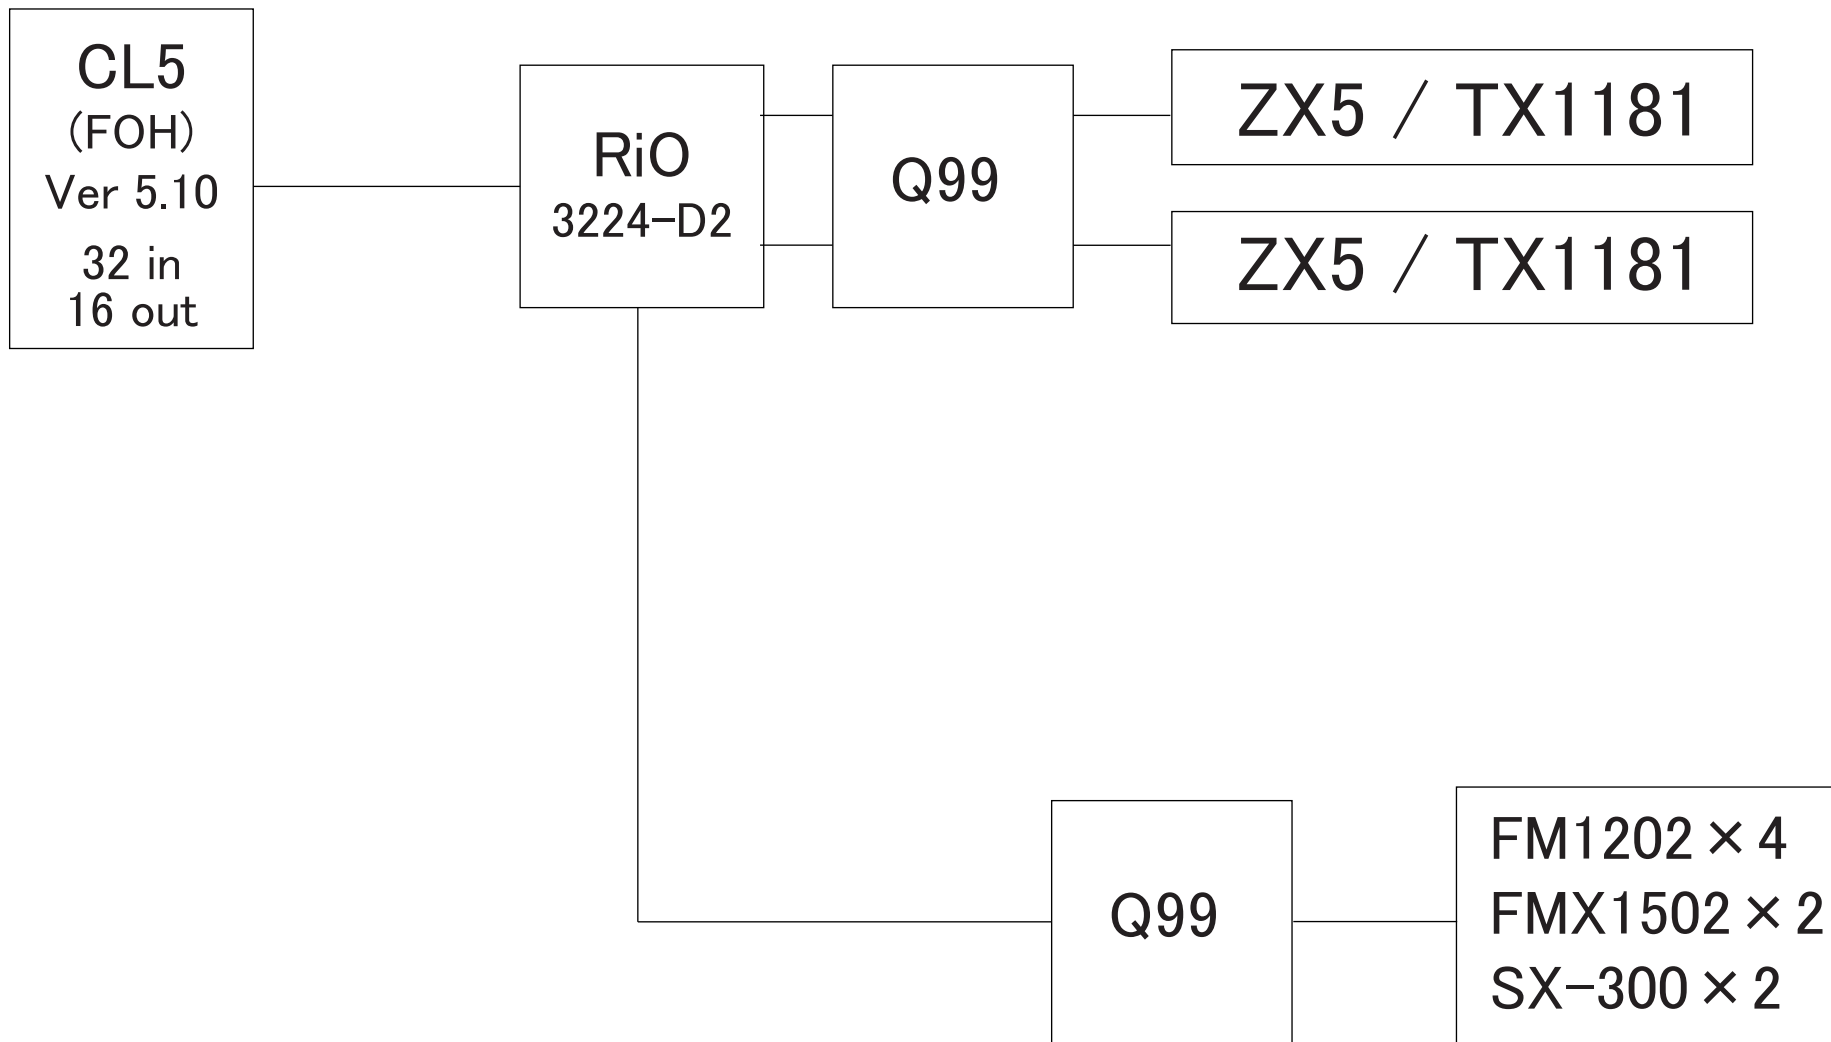 CL5
(FOH)
Ver 5.10
32 in
16 out
RiO
3224-D2
Q99
ZX5 / TX1181
ZX5 / TX1181
Q99
FM1202×4
FMX1502×2
SX-300×2